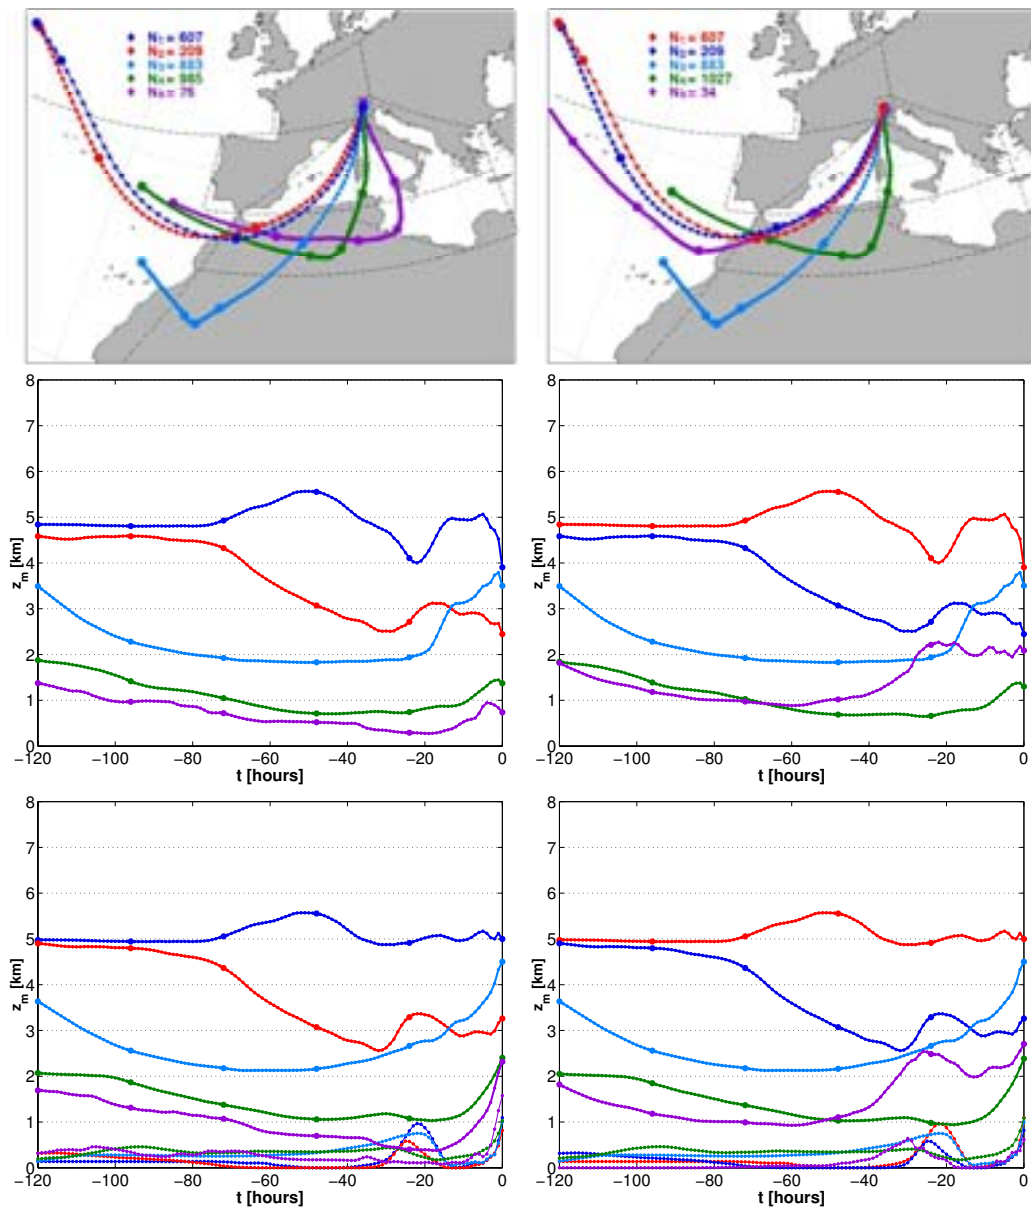 N₁ = 607
N₂ = 209
N₃ = 883
N₄ = 985
N₅ = 76
N₁ = 607
N₂ = 209
N₃ = 883
N₄ = 1027
N₅ = 34
8
7
6
5
4
3
2
1
0
z_m [km]
−120 −100 −80 −60 −40 −20 0
t [hours]
8
7
6
5
4
3
2
1
0
z_m [km]
−120 −100 −80 −60 −40 −20 0
t [hours]
8
7
6
5
4
3
2
1
0
z_m [km]
−120 −100 −80 −60 −40 −20 0
t [hours]
8
7
6
5
4
3
2
1
0
z_m [km]
−120 −100 −80 −60 −40 −20 0
t [hours]